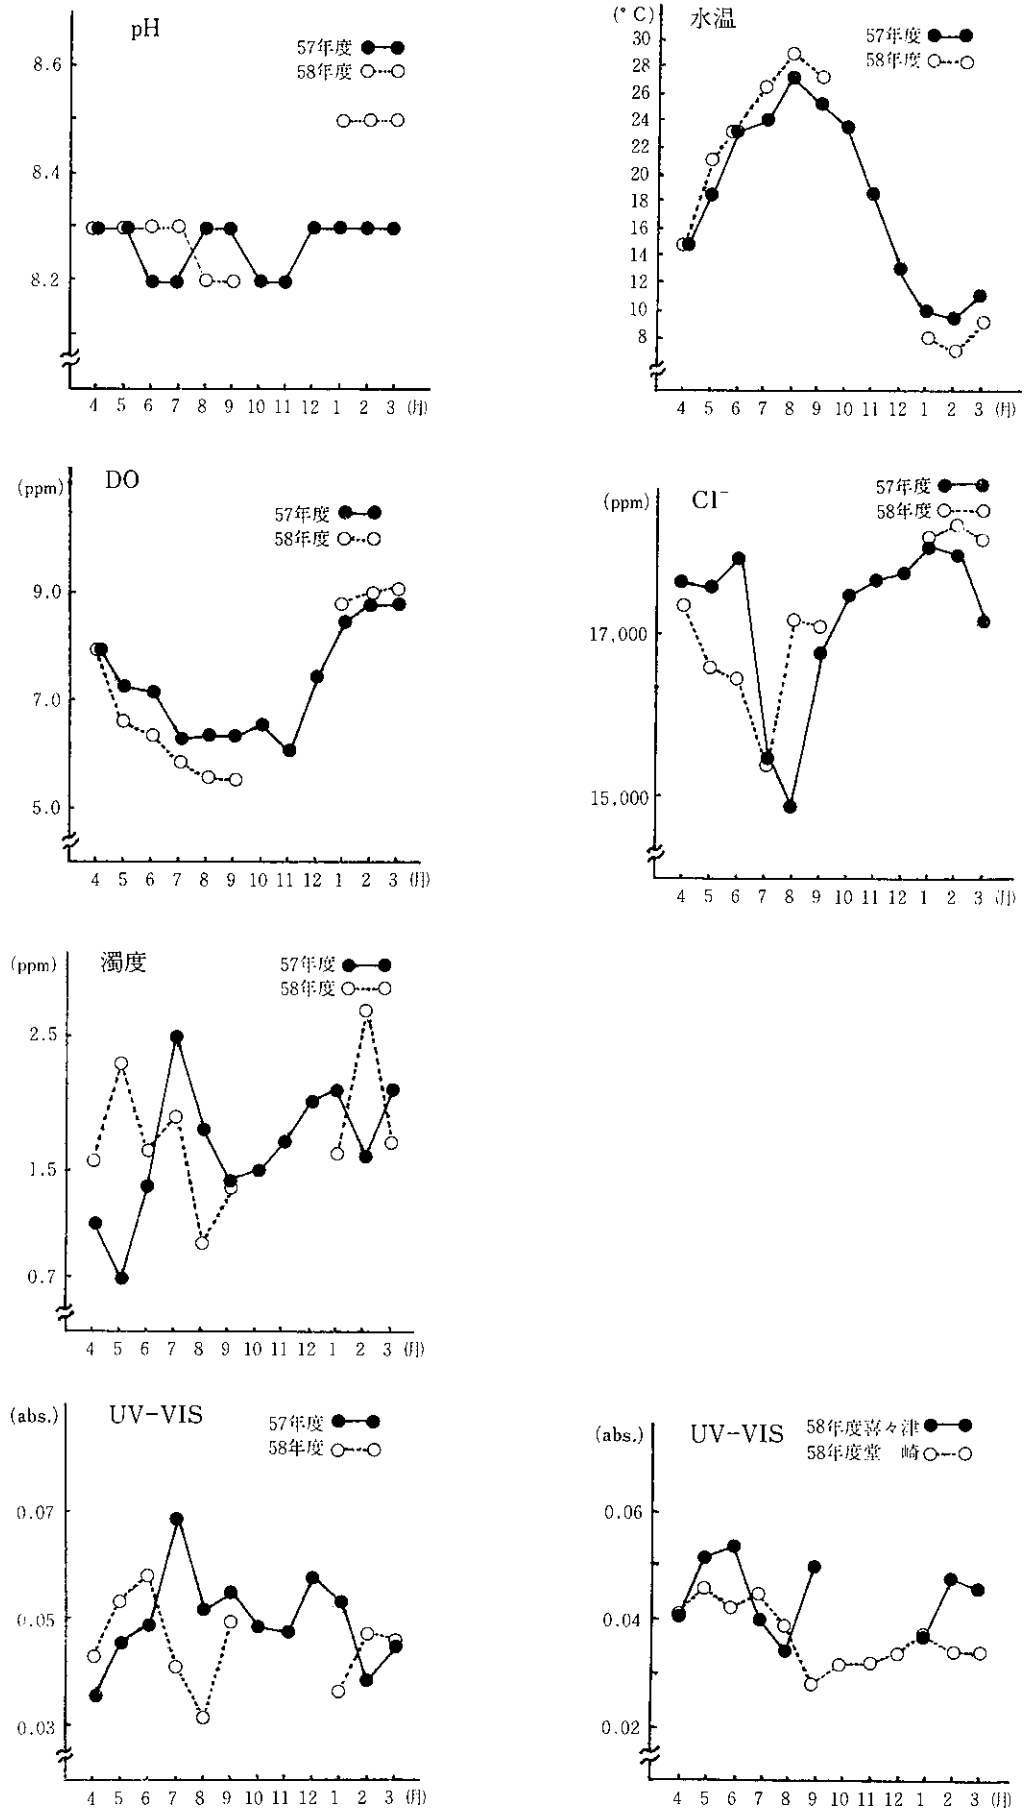 pH
57年度
58年度
8.6
8.4
8.2
4 5 6 7 8 9 10 11 12 1 2 3 (月)
(°C)
水温
57年度
58年度
30
28
26
24
22
20
18
16
14
12
10
8
4 5 6 7 8 9 10 11 12 1 2 3 (月)
(ppm)
DO
57年度
58年度
9.0
7.0
5.0
4 5 6 7 8 9 10 11 12 1 2 3 (月)
(ppm)
Cl⁻
57年度
58年度
17,000
15,000
4 5 6 7 8 9 10 11 12 1 2 3 (月)
(ppm)
濁度
57年度
58年度
2.5
1.5
0.7
4 5 6 7 8 9 10 11 12 1 2 3 (月)
(abs.)
UV-VIS
57年度
58年度
0.07
0.05
0.03
4 5 6 7 8 9 10 11 12 1 2 3 (月)
(abs.)
UV-VIS
58年度喜々津
58年度堂 崎
0.06
0.04
0.02
4 5 6 7 8 9 10 11 12 1 2 3 (月)